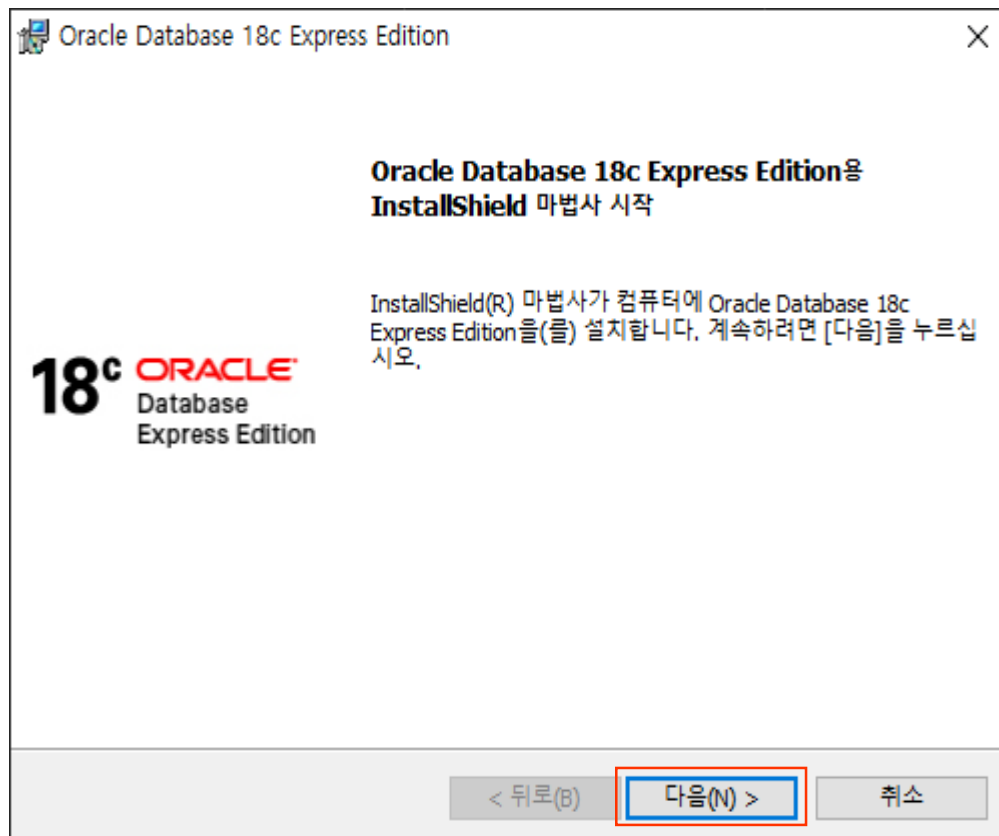 Oracle Database 18c Express Edition
Oracle Database 18c Express Edition용
InstallShield 마법사 시작
InstallShield(R) 마법사가 컴퓨터에 Oracle Database 18c
Express Edition을(를) 설치합니다. 계속하려면 [다음]을 누르십
시오.
18c ORACLE
Database
Express Edition
< 뒤로(B) 다음(N) > 취소